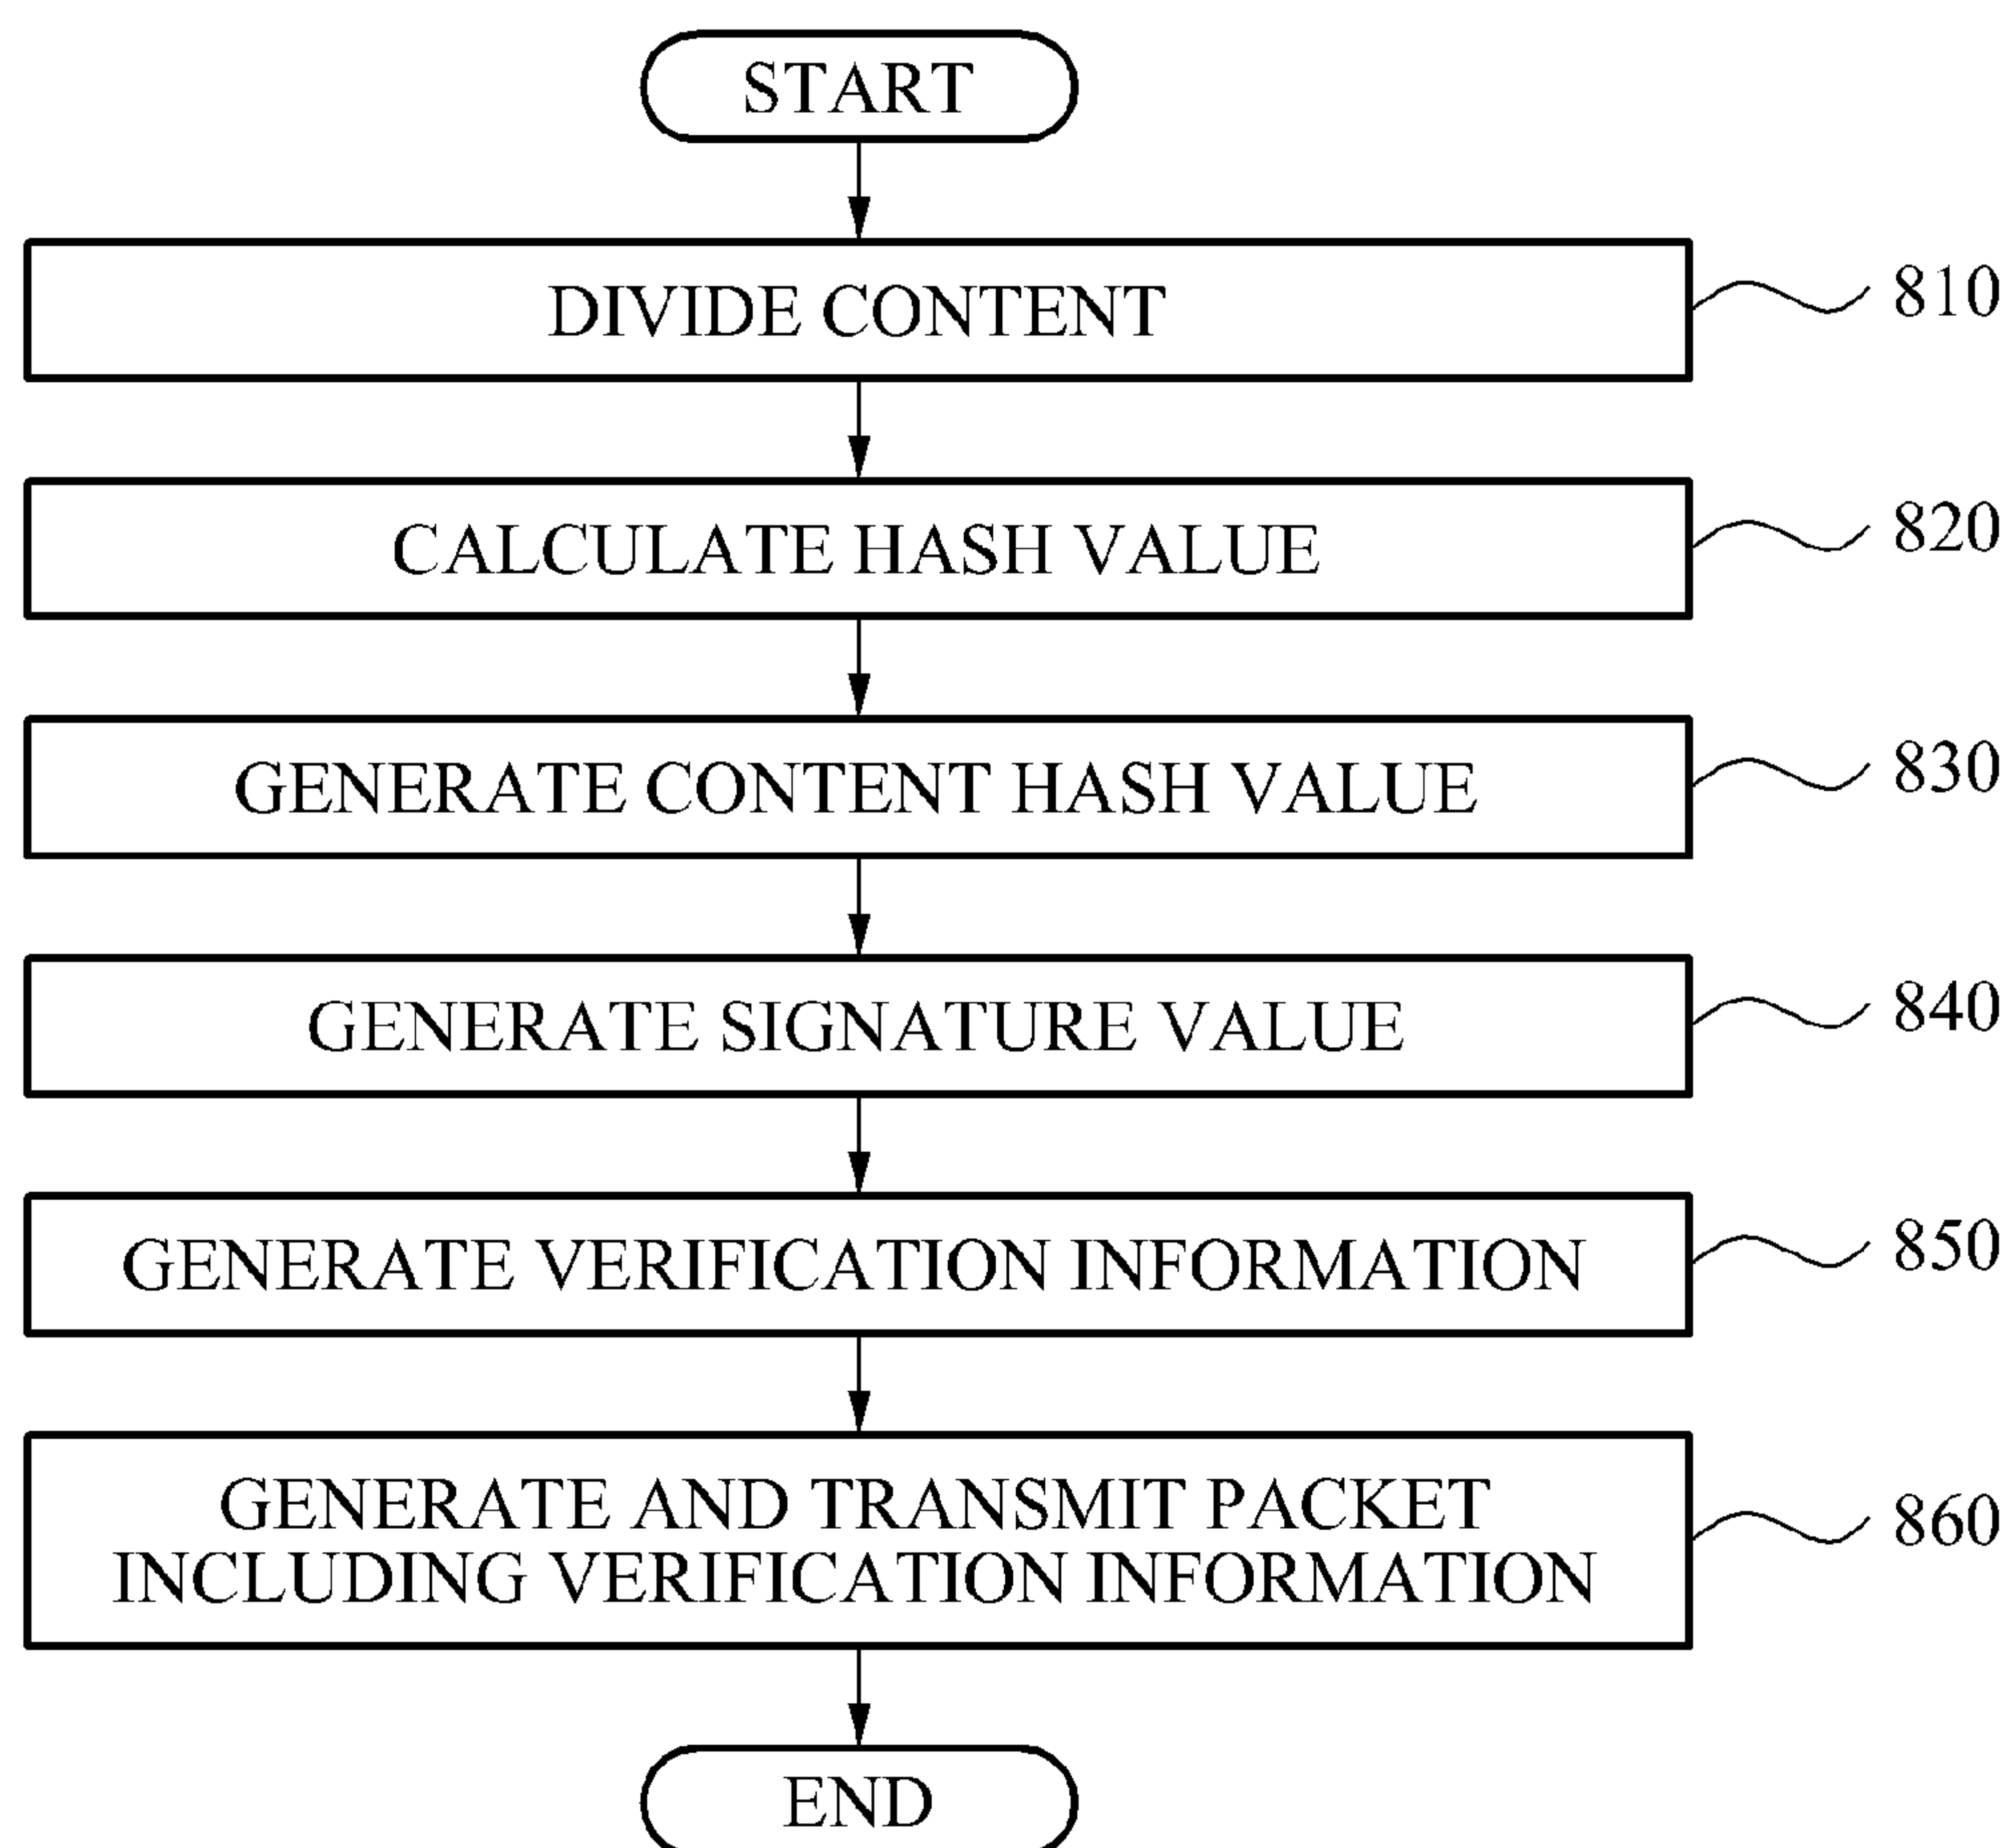 START
DIVIDE CONTENT
810
CALCULATE HASH VALUE
820
GENERATE CONTENT HASH VALUE
830
GENERATE SIGNATURE VALUE
840
GENERATE VERIFICATION INFORMATION
850
GENERATE AND TRANSMIT PACKET
INCLUDING VERIFICATION INFORMATION
860
END